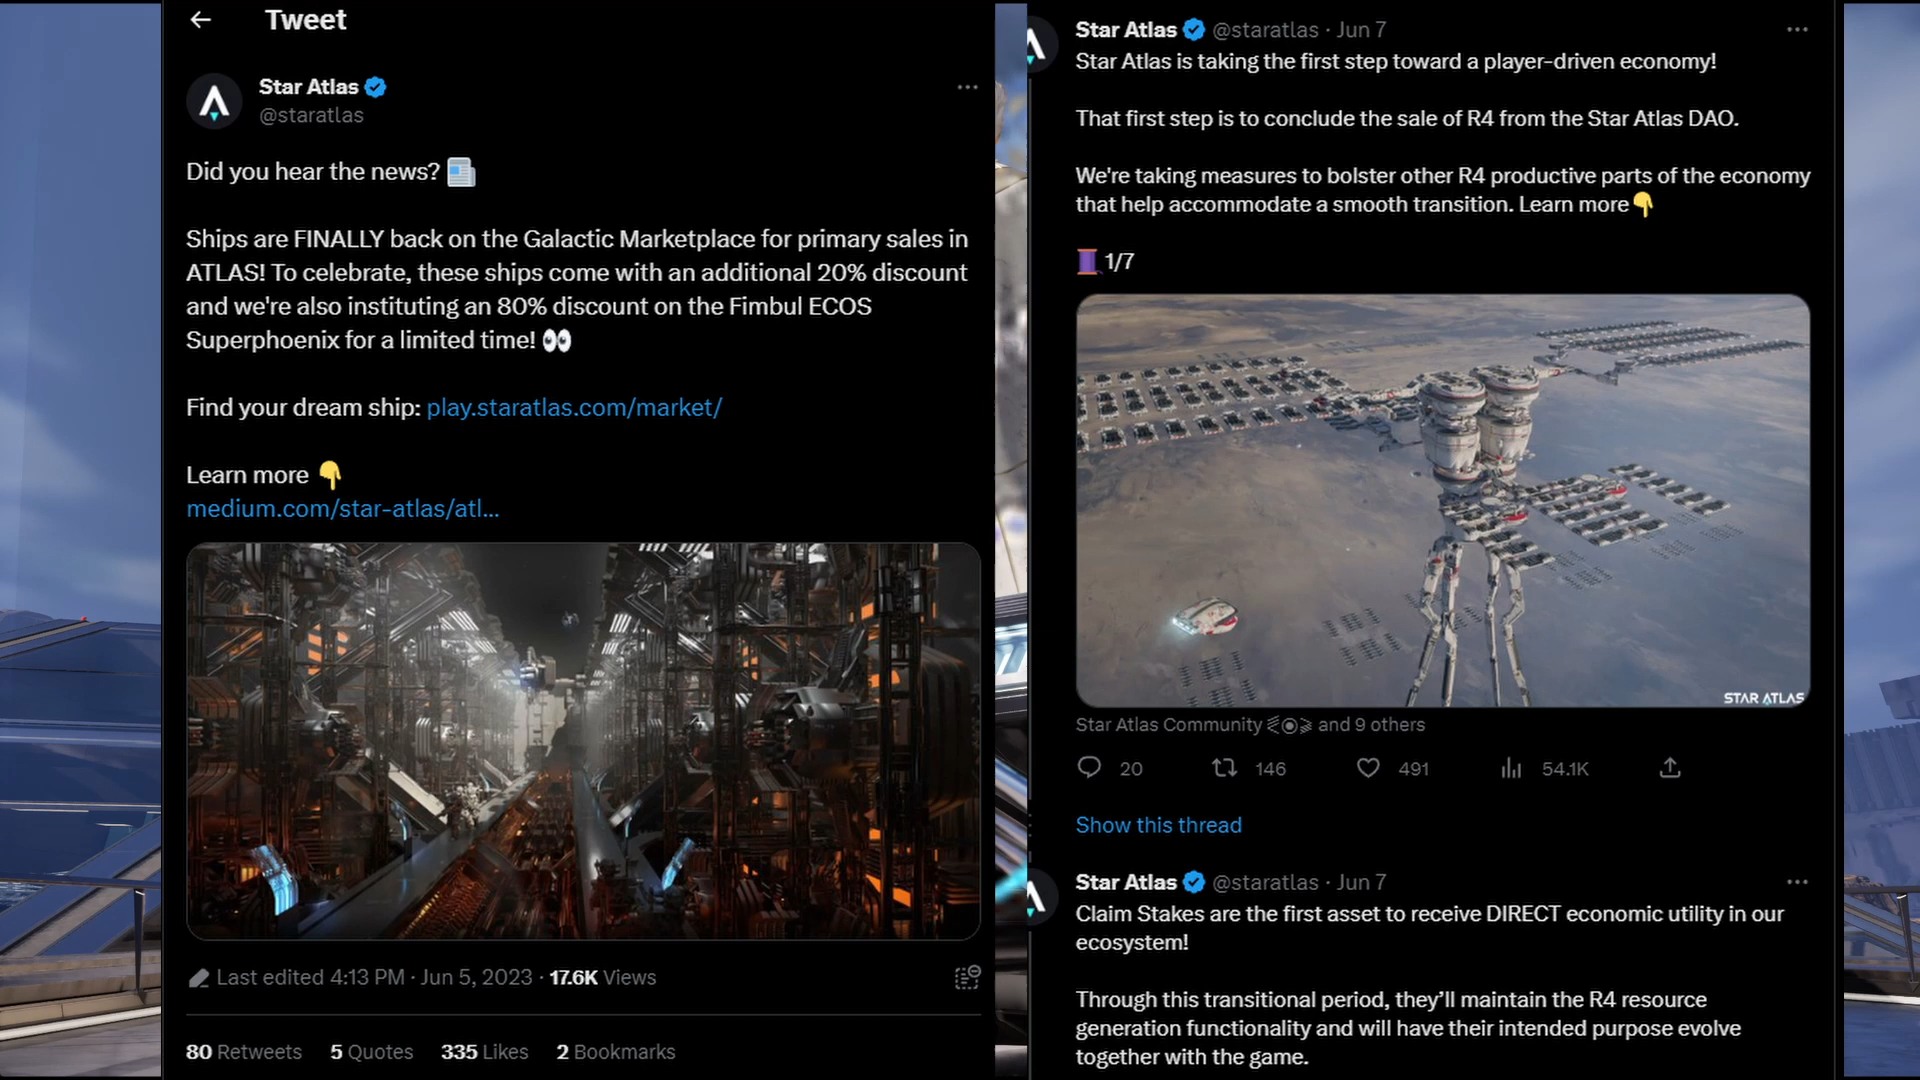 Tweet
Star Atlas
@staratlas
Did you hear the news?
Ships are FINALLY back on the Galactic Marketplace for primary sales in
ATLAS! To celebrate, these ships come with an additional 20% discount
and we're also instituting an 80% discount on the Fimbul ECOS
Superphoenix for a limited time! 👀
Find your dream ship: play.staratlas.com/market/
Learn more 👇
medium.com/star-atlas/atl...
Last edited 4:13 PM · Jun 5, 2023 · 17.6K Views
80 Retweets 5 Quotes 335 Likes 2 Bookmarks
Star Atlas @staratlas · Jun 7
Star Atlas is taking the first step toward a player-driven economy!
That first step is to conclude the sale of R4 from the Star Atlas DAO.
We're taking measures to bolster other R4 productive parts of the economy
that help accommodate a smooth transition. Learn more👇
🧵 1/7
STAR ATLAS
Star Atlas Community and 9 others
20 146 491 54.1K
Show this thread
Star Atlas @staratlas · Jun 7
Claim Stakes are the first asset to receive DIRECT economic utility in our
ecosystem!
Through this transitional period, they’ll maintain the R4 resource
generation functionality and will have their intended purpose evolve
together with the game.